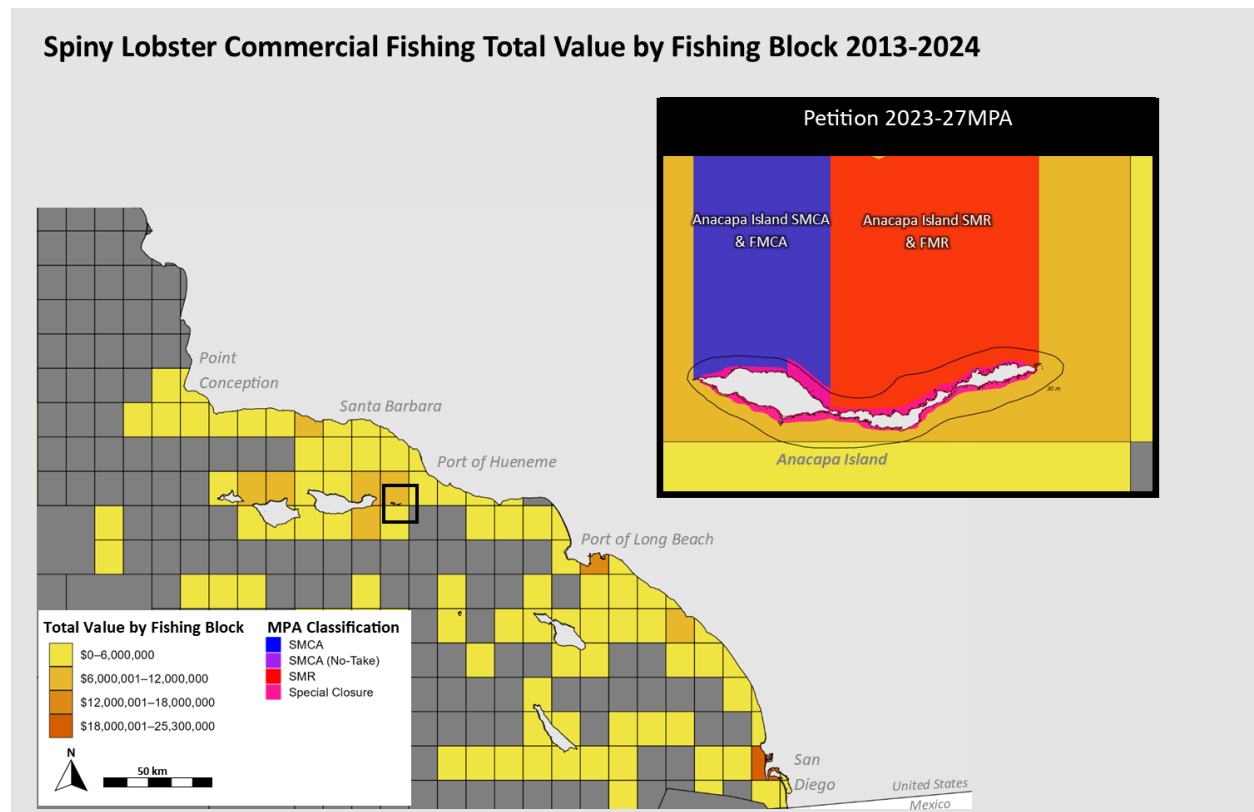 Spiny Lobster Commercial Fishing Total Value by Fishing Block 2013-2024
Petition 2023-27MPA
Anacapa Island SMCA
& FMCA
Anacapa Island SMR
& FMR
30 m
Anacapa Island
Point
Conception
Santa Barbara
Port of Hueneme
Port of Long Beach
San
Diego
United States
Mexico
Total Value by Fishing Block
$0–6,000,000
$6,000,001–12,000,000
$12,000,001–18,000,000
$18,000,001–25,300,000
MPA Classification
SMCA
SMCA (No-Take)
SMR
Special Closure
N
50 km